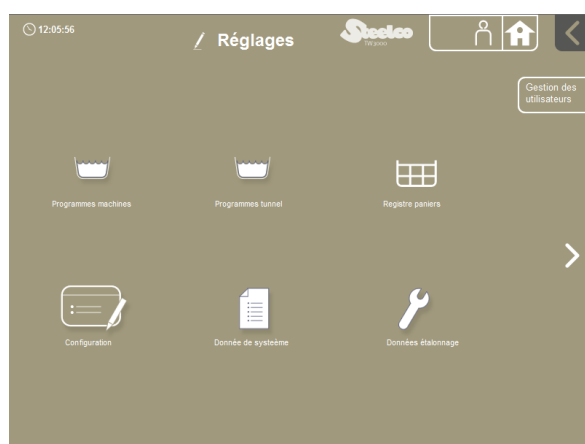 12:05:56
Réglages
Steelco
Gestion des
utilisateurs
Programmes machines
Programmes tunnel
Registre paniers
Configuration
Donnée de systeème
Données étalonnage